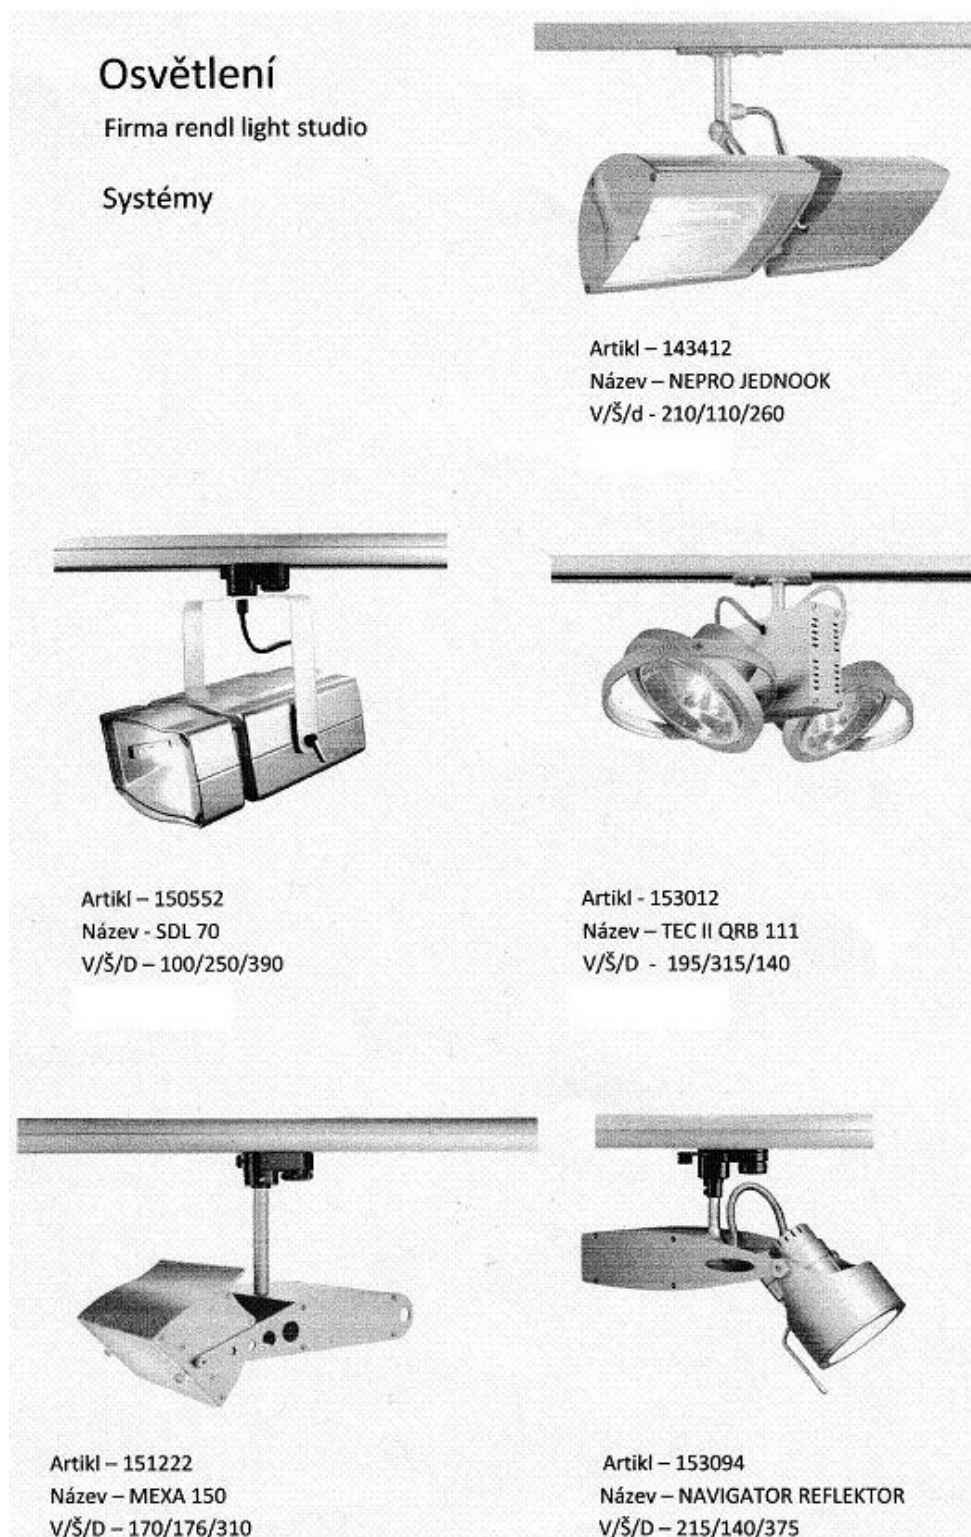 Osvětlení
Firma rendl light studio
Systémy
Artikl – 143412
Název – NEPRO JEDNOOK
V/Š/d - 210/110/260
Artikl – 150552
Název - SDL 70
V/Š/D – 100/250/390
Artikl - 153012
Název – TEC II QRB 111
V/Š/D - 195/315/140
Artikl – 151222
Název – MEXA 150
V/Š/D – 170/176/310
Artikl – 153094
Název – NAVIGATOR REFLEKTOR
V/Š/D – 215/140/375